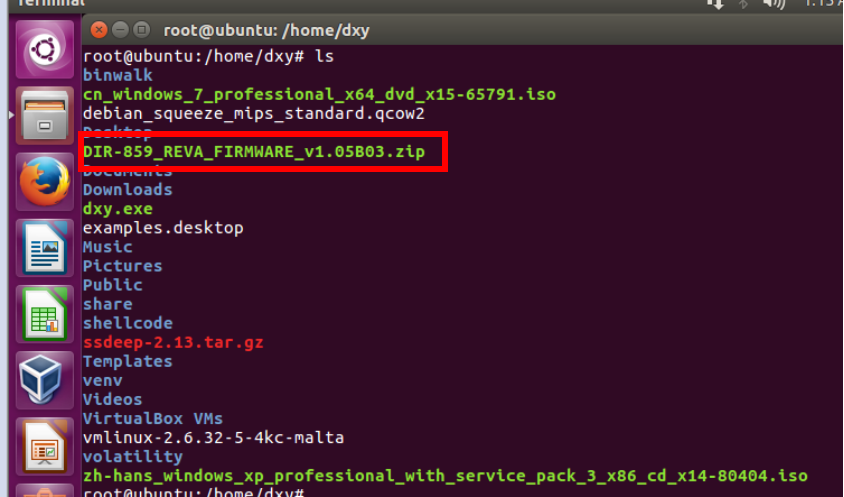 Terminal
1:15 A
root@ubuntu: /home/dxy
root@ubuntu:/home/dxy# ls
binwalk
cn_windows_7_professional_x64_dvd_x15-65791.iso
debian_squeeze_mips_standard.qcow2
Desktop
DIR-859_REVA_FIRMWARE_v1.05B03.zip
Documents
Downloads
dxy.exe
examples.desktop
Music
Pictures
Public
share
shellcode
ssdeep-2.13.tar.gz
Templates
venv
Videos
VirtualBox VMs
vmlinux-2.6.32-5-4kc-malta
volatility
zh-hans_windows_xp_professional_with_service_pack_3_x86_cd_x14-80404.iso
root@ubuntu:/home/dxy#